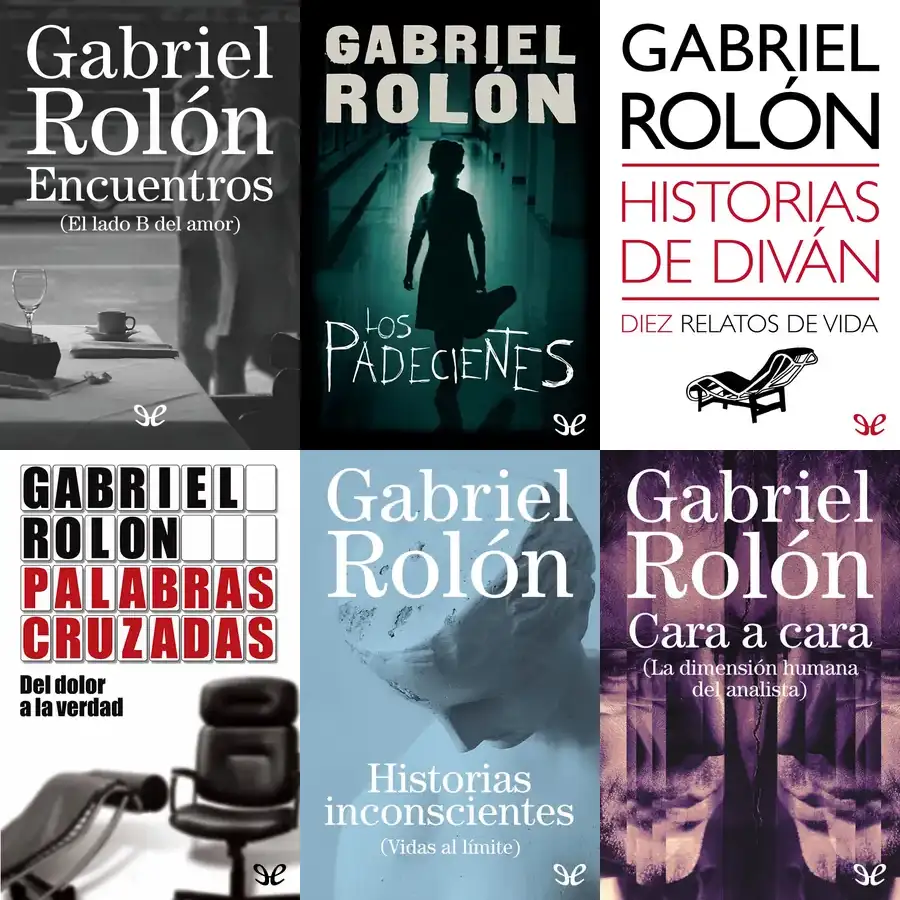 Gabriel
Rolón
Encuentros
(El lado B del amor)
GABRIEL
ROLÓN
LOS
PADECIENTES
GABRIEL
ROLÓN
HISTORIAS
DE DIVÁN
DIEZ RELATOS DE VIDA
GABRIEL
ROLON
PALABRAS
CRUZADAS
Del dolor
a la verdad
Gabriel
Rolón
Historias
inconscientes
(Vidas al límite)
Gabriel
Rolón
Cara a cara
(La dimensión humana
del analista)